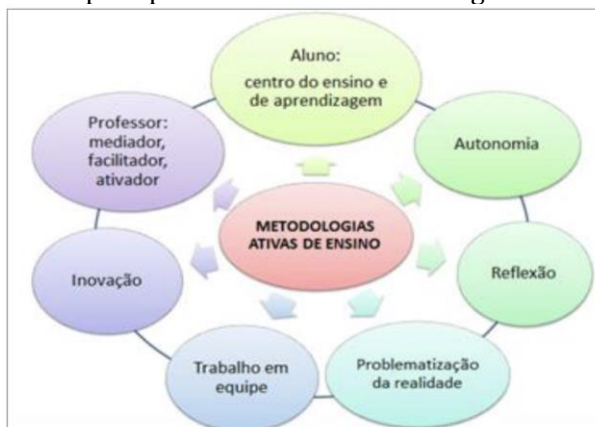 Aluno:
centro do ensino e
de aprendizagem
Autonomia
Reflexão
Problematização
da realidade
Trabalho em
equipe
Inovação
Professor:
mediador,
facilitador,
ativador
METODOLOGIAS
ATIVAS DE ENSINO